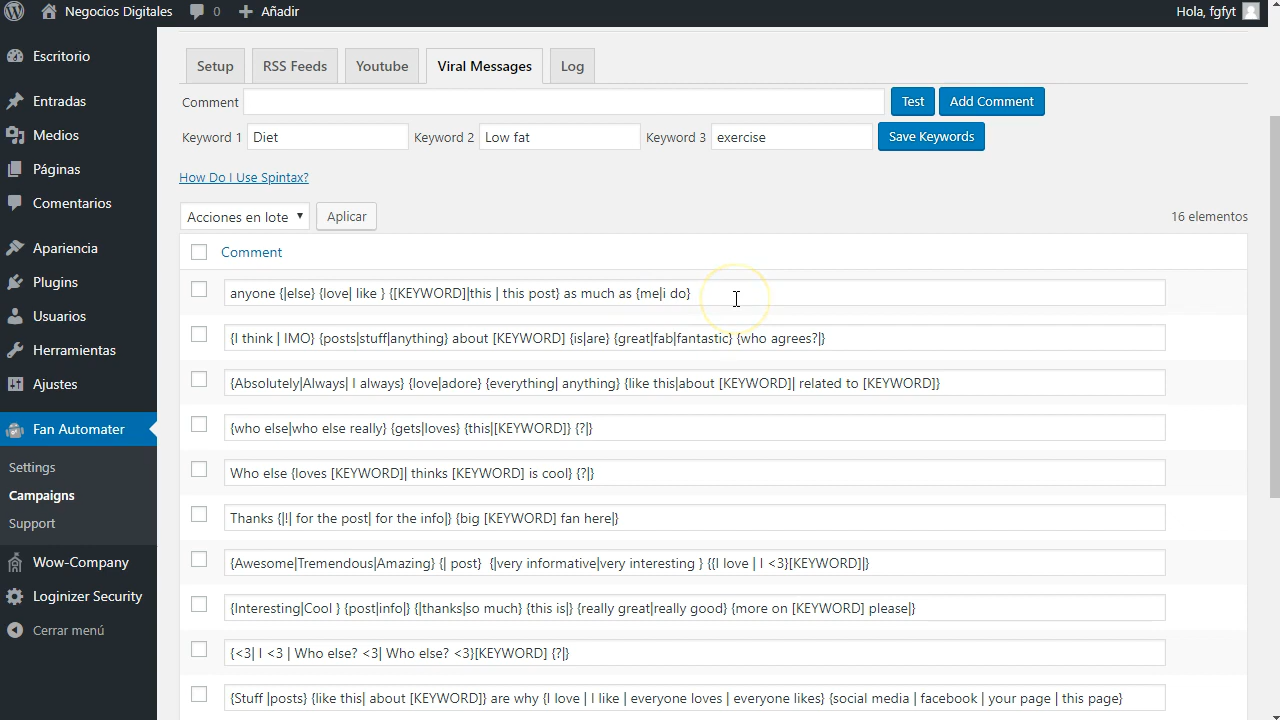 Negocios Digitales 0 Añadir Hola, fgfyt
Escritorio
Entradas
Medios
Páginas
Comentarios
Apariencia
Plugins
Usuarios
Herramientas
Ajustes
Fan Automater
Settings
Campaigns
Support
Wow-Company
Loginizer Security
Cerrar menú
Setup RSS Feeds Youtube Viral Messages Log
Comment Test Add Comment
Keyword 1 Diet Keyword 2 Low fat Keyword 3 exercise Save Keywords
How Do I Use Spintax?
Acciones en lote Aplicar 16 elementos
Comment
anyone {|else} {love| like } {[KEYWORD]|this | this post} as much as {me|i do}
{I think | IMO} {posts|stuff|anything} about [KEYWORD] {is|are} {great|fab|fantastic} {who agrees?|}
{Absolutely|Always| I always} {love|adore} {everything| anything} {like this|about [KEYWORD]| related to [KEYWORD]}
{who else|who else really} {gets|loves} {this|[KEYWORD]} {?|}
Who else {loves [KEYWORD]| thinks [KEYWORD] is cool} {?|}
Thanks {|!| for the post| for the info|} {big [KEYWORD] fan here|}
{Awesome|Tremendous|Amazing} {| post}  {|very informative|very interesting } {{I love | I <3}[KEYWORD]|}
{Interesting|Cool } {post|info|} {|thanks|so much} {this is|} {really great|really good} {more on [KEYWORD] please|}
{<3| I <3 | Who else? <3| Who else? <3}[KEYWORD] {?|}
{Stuff |posts} {like this| about [KEYWORD]} are why {I love | I like | everyone loves | everyone likes} {social media | facebook | your page | this page}